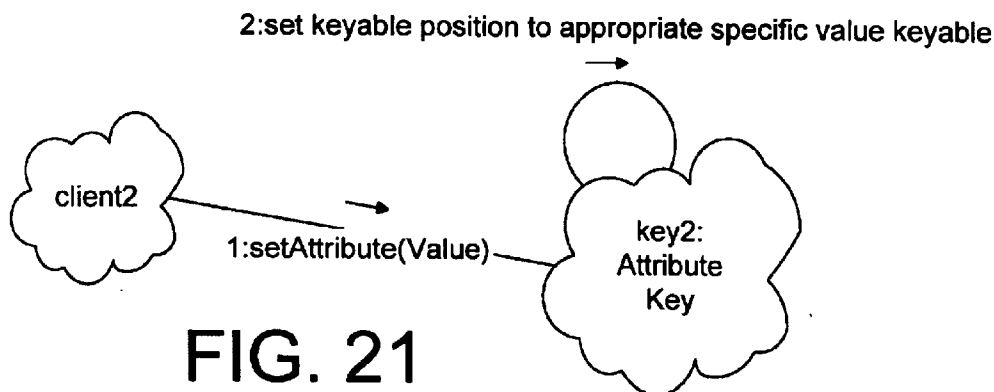 2:set keyable position to appropriate specific value keyable
client2
1:setAttribute(Value)
key2:
Attribute
Key
FIG. 21